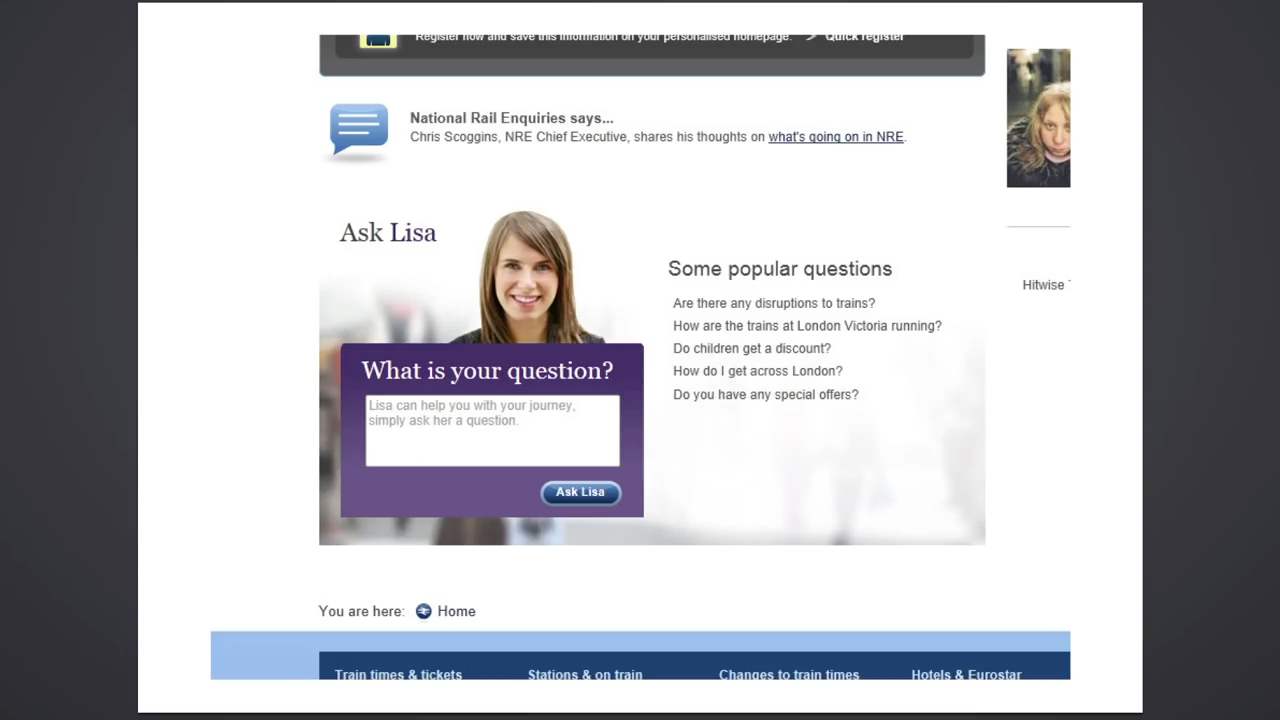 Register now and save this information on your personalised homepage. > Quick register
National Rail Enquiries says...
Chris Scoggins, NRE Chief Executive, shares his thoughts on what's going on in NRE.
Ask Lisa
What is your question?
Lisa can help you with your journey,
simply ask her a question.
Ask Lisa
Some popular questions
Are there any disruptions to trains?
How are the trains at London Victoria running?
Do children get a discount?
How do I get across London?
Do you have any special offers?
Hitwise
You are here: Home
Train times & tickets Stations & on train Changes to train times Hotels & Eurostar